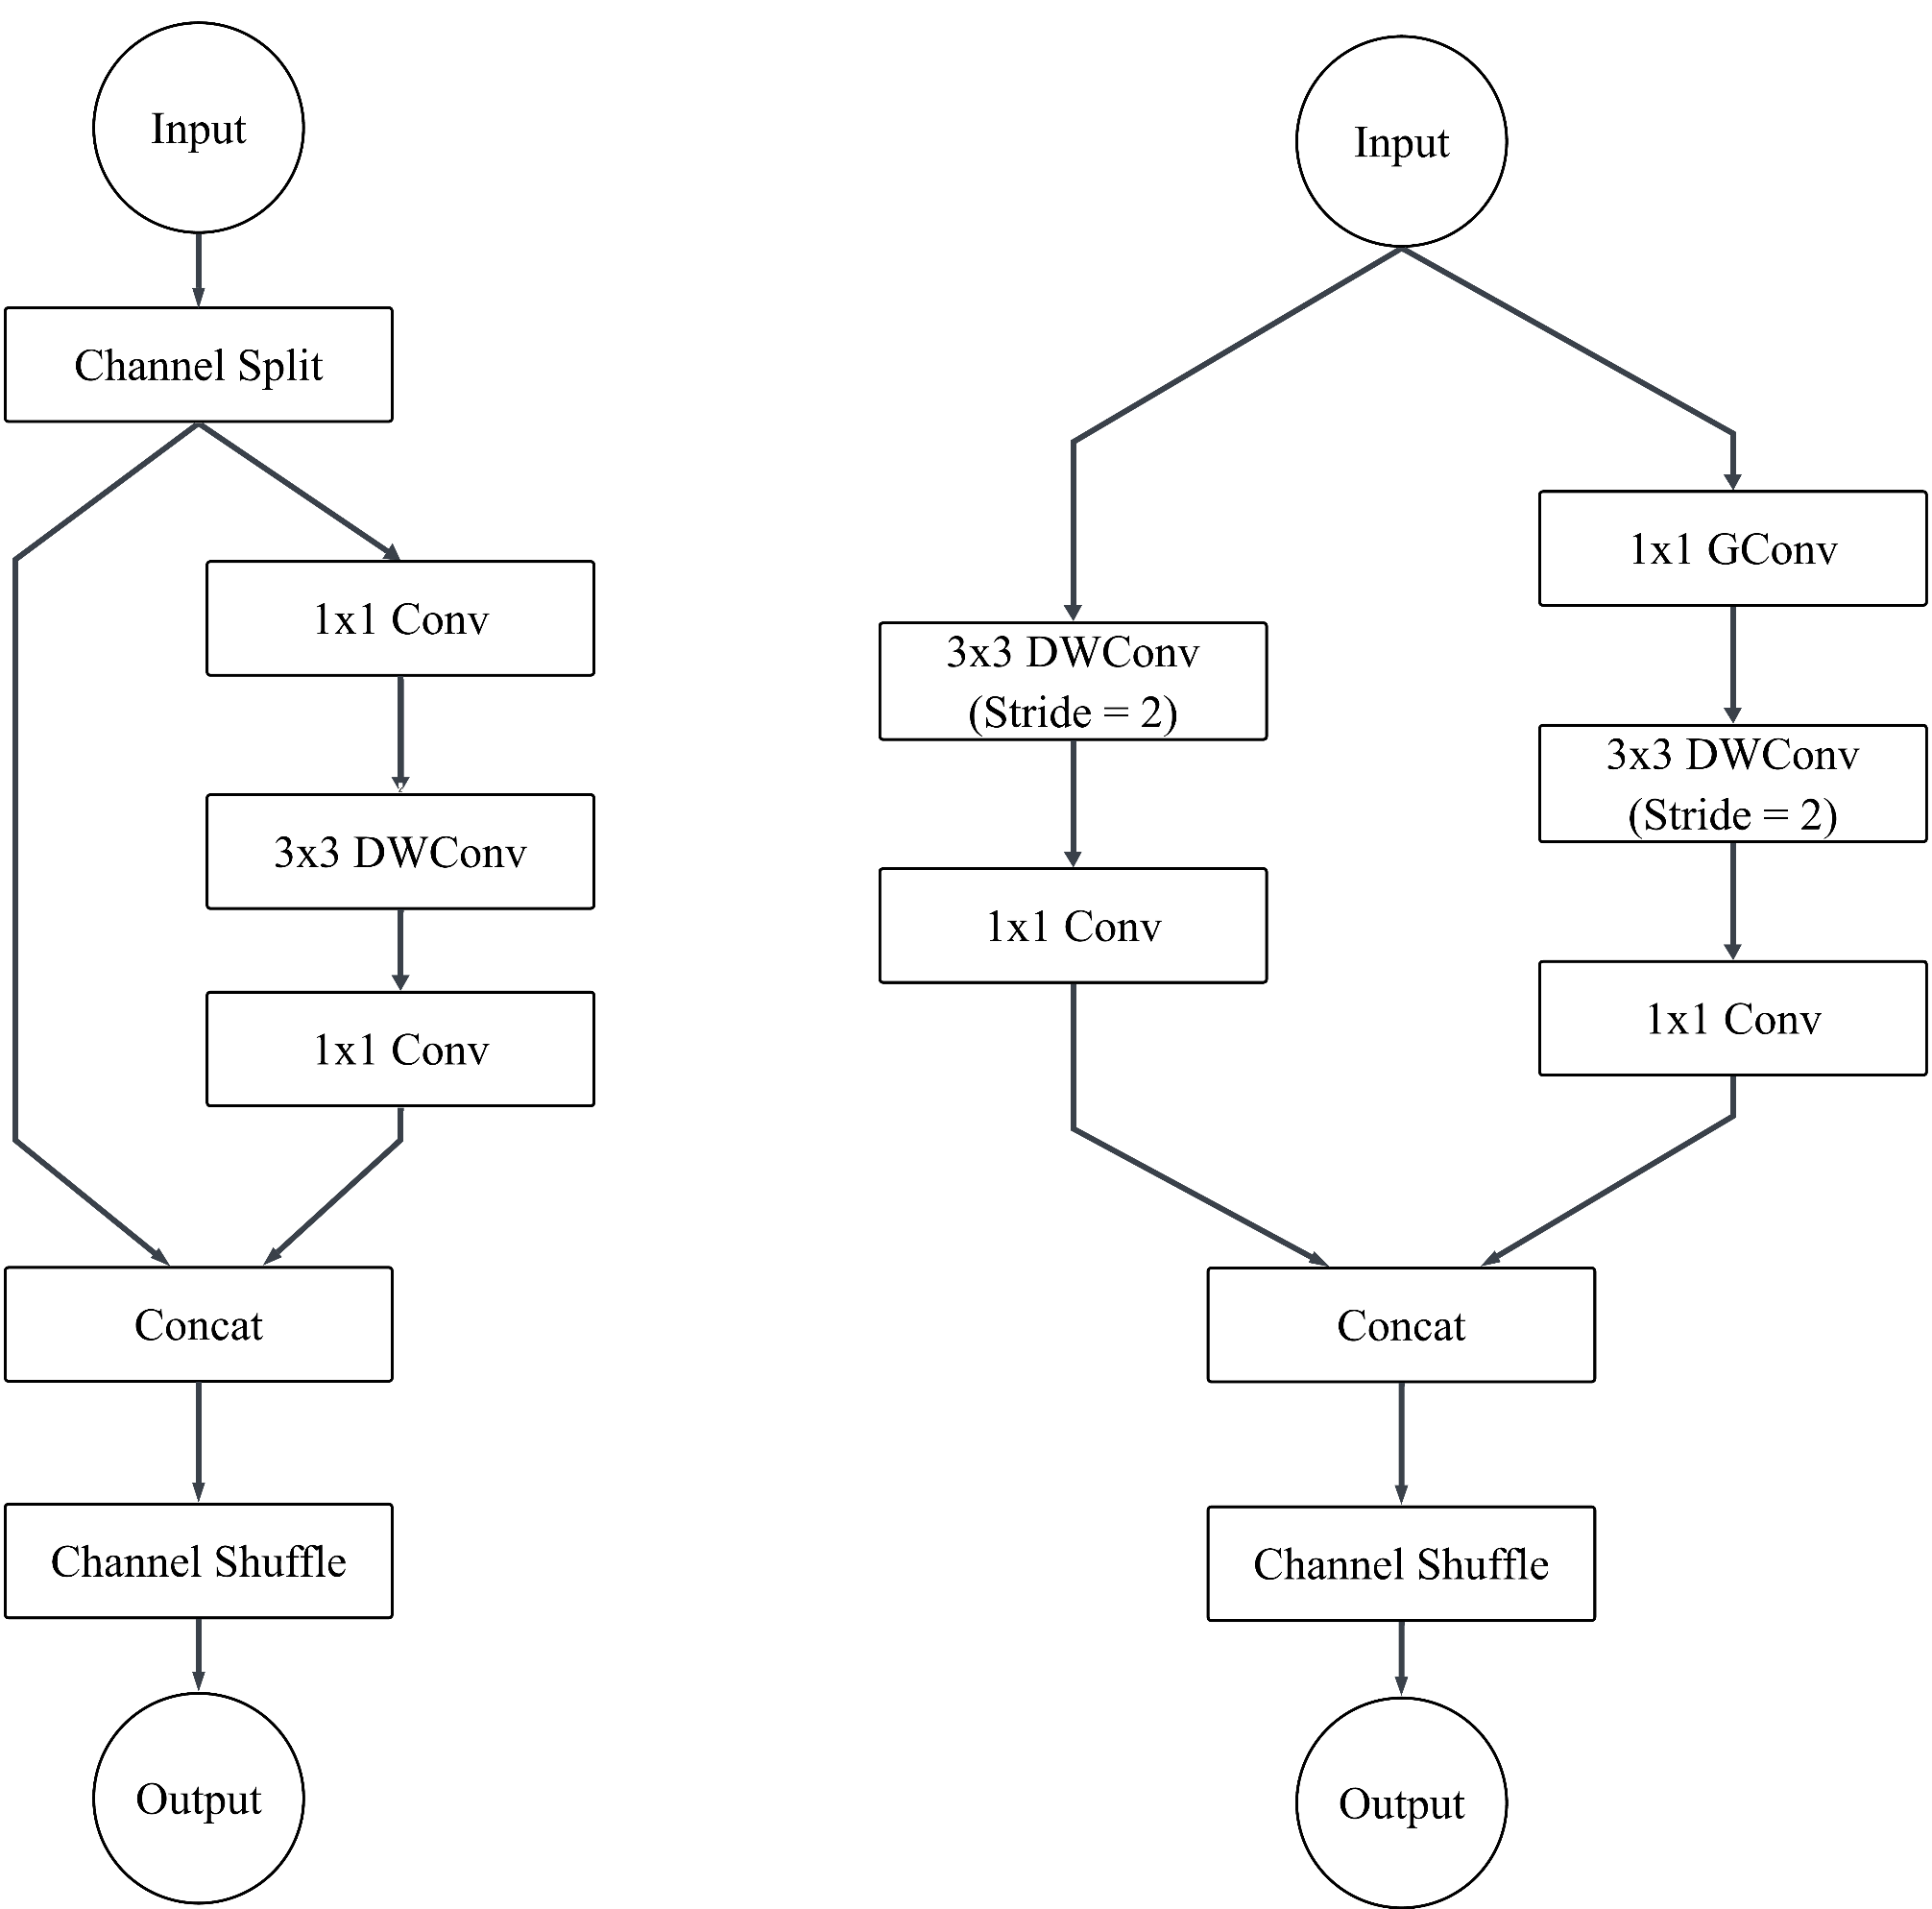 Input
Channel Split
1x1 Conv
3x3 DWConv
1x1 Conv
Concat
Channel Shuffle
Output
Input
3x3 DWConv
(Stride = 2)
1x1 Conv
1x1 GConv
3x3 DWConv
(Stride = 2)
1x1 Conv
Concat
Channel Shuffle
Output